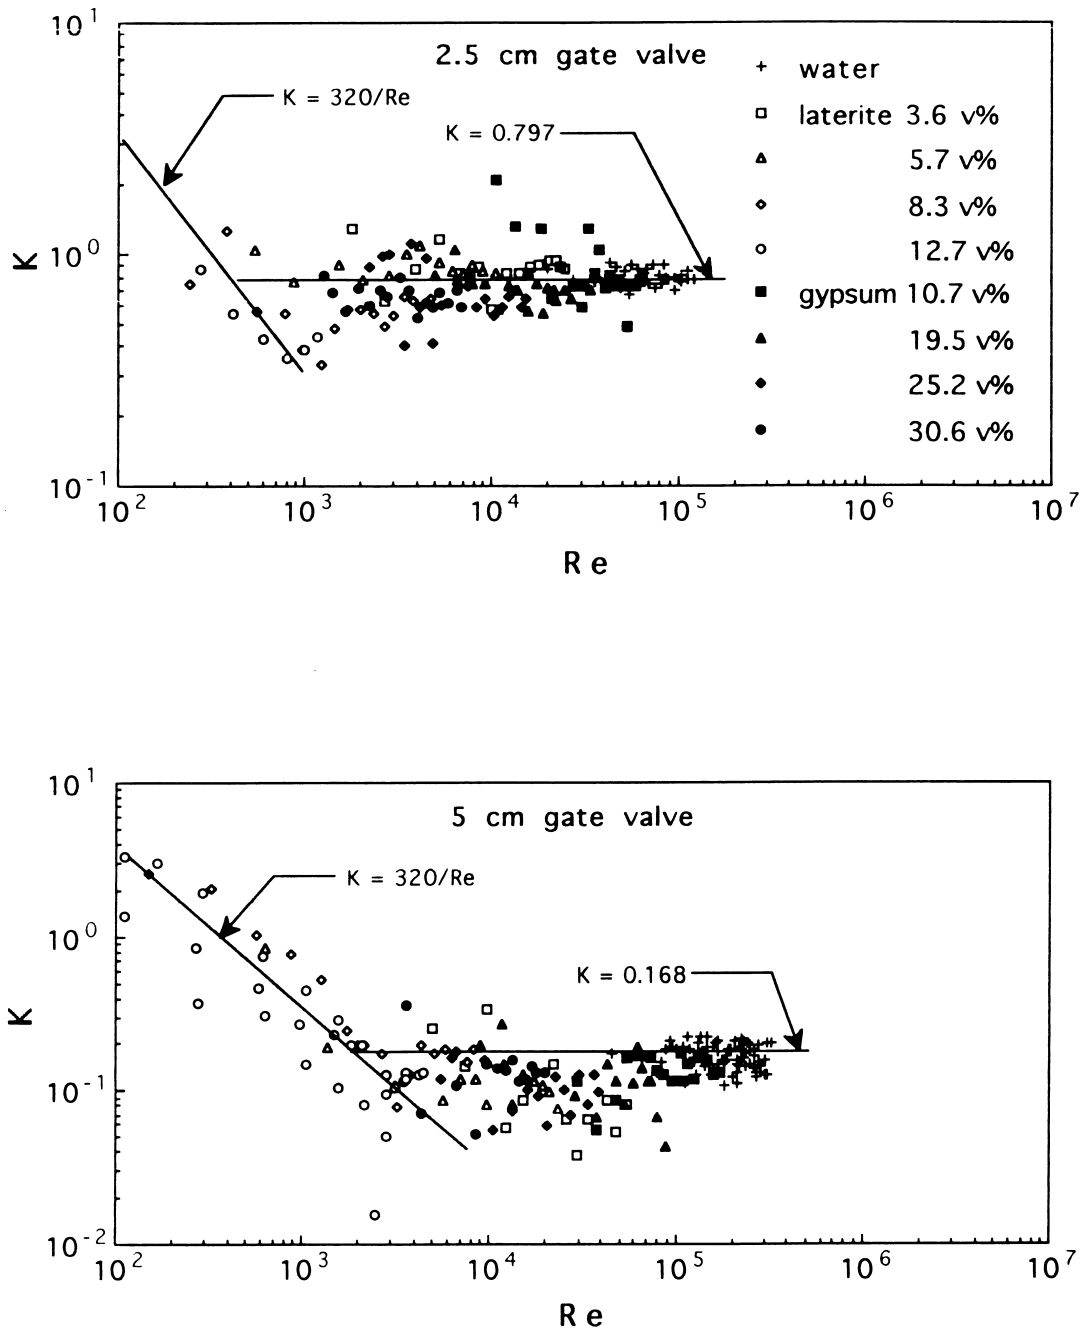 10^1
2.5 cm gate valve
K = 320/Re
K = 0.797
water
laterite 3.6 v%
5.7 v%
8.3 v%
12.7 v%
gypsum 10.7 v%
19.5 v%
25.2 v%
30.6 v%
K
10^0
10^-1
10^2 10^3 10^4 10^5 10^6 10^7
Re
10^1
5 cm gate valve
K = 320/Re
10^0
K = 0.168
K
10^-1
10^-2
10^2 10^3 10^4 10^5 10^6 10^7
Re